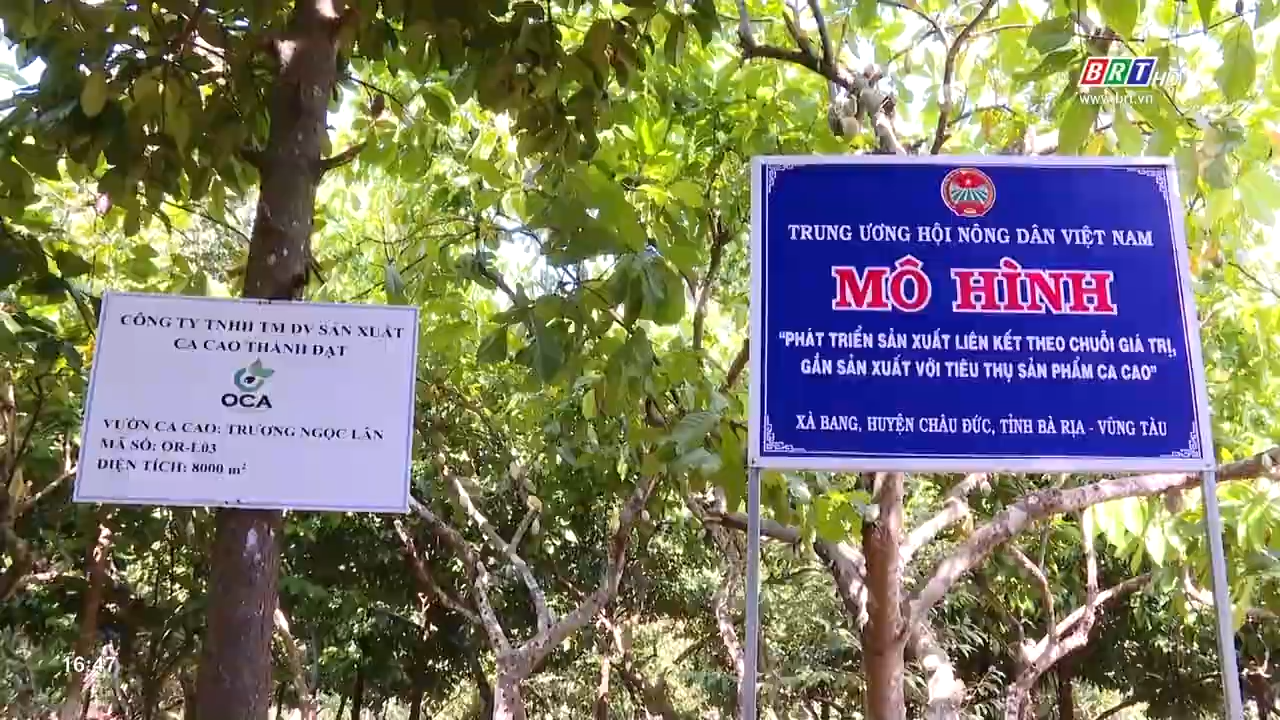 BRT HD
www.brt.vn
CÔNG TY TNHH TM DV SẢN XUẤT
CA CAO THÀNH ĐẠT
OCA
VƯỜN CA CAO: TRƯƠNG NGỌC LÂN
MÃ SỐ: OR-L03
DIỆN TÍCH: 8000 m²
TRUNG ƯƠNG HỘI NÔNG DÂN VIỆT NAM
MÔ HÌNH
"PHÁT TRIỂN SẢN XUẤT LIÊN KẾT THEO CHUỖI GIÁ TRỊ,
GẮN SẢN XUẤT VỚI TIÊU THỤ SẢN PHẨM CA CAO"
XÀ BANG, HUYỆN CHÂU ĐỨC, TỈNH BÀ RỊA - VŨNG TÀU
16:47